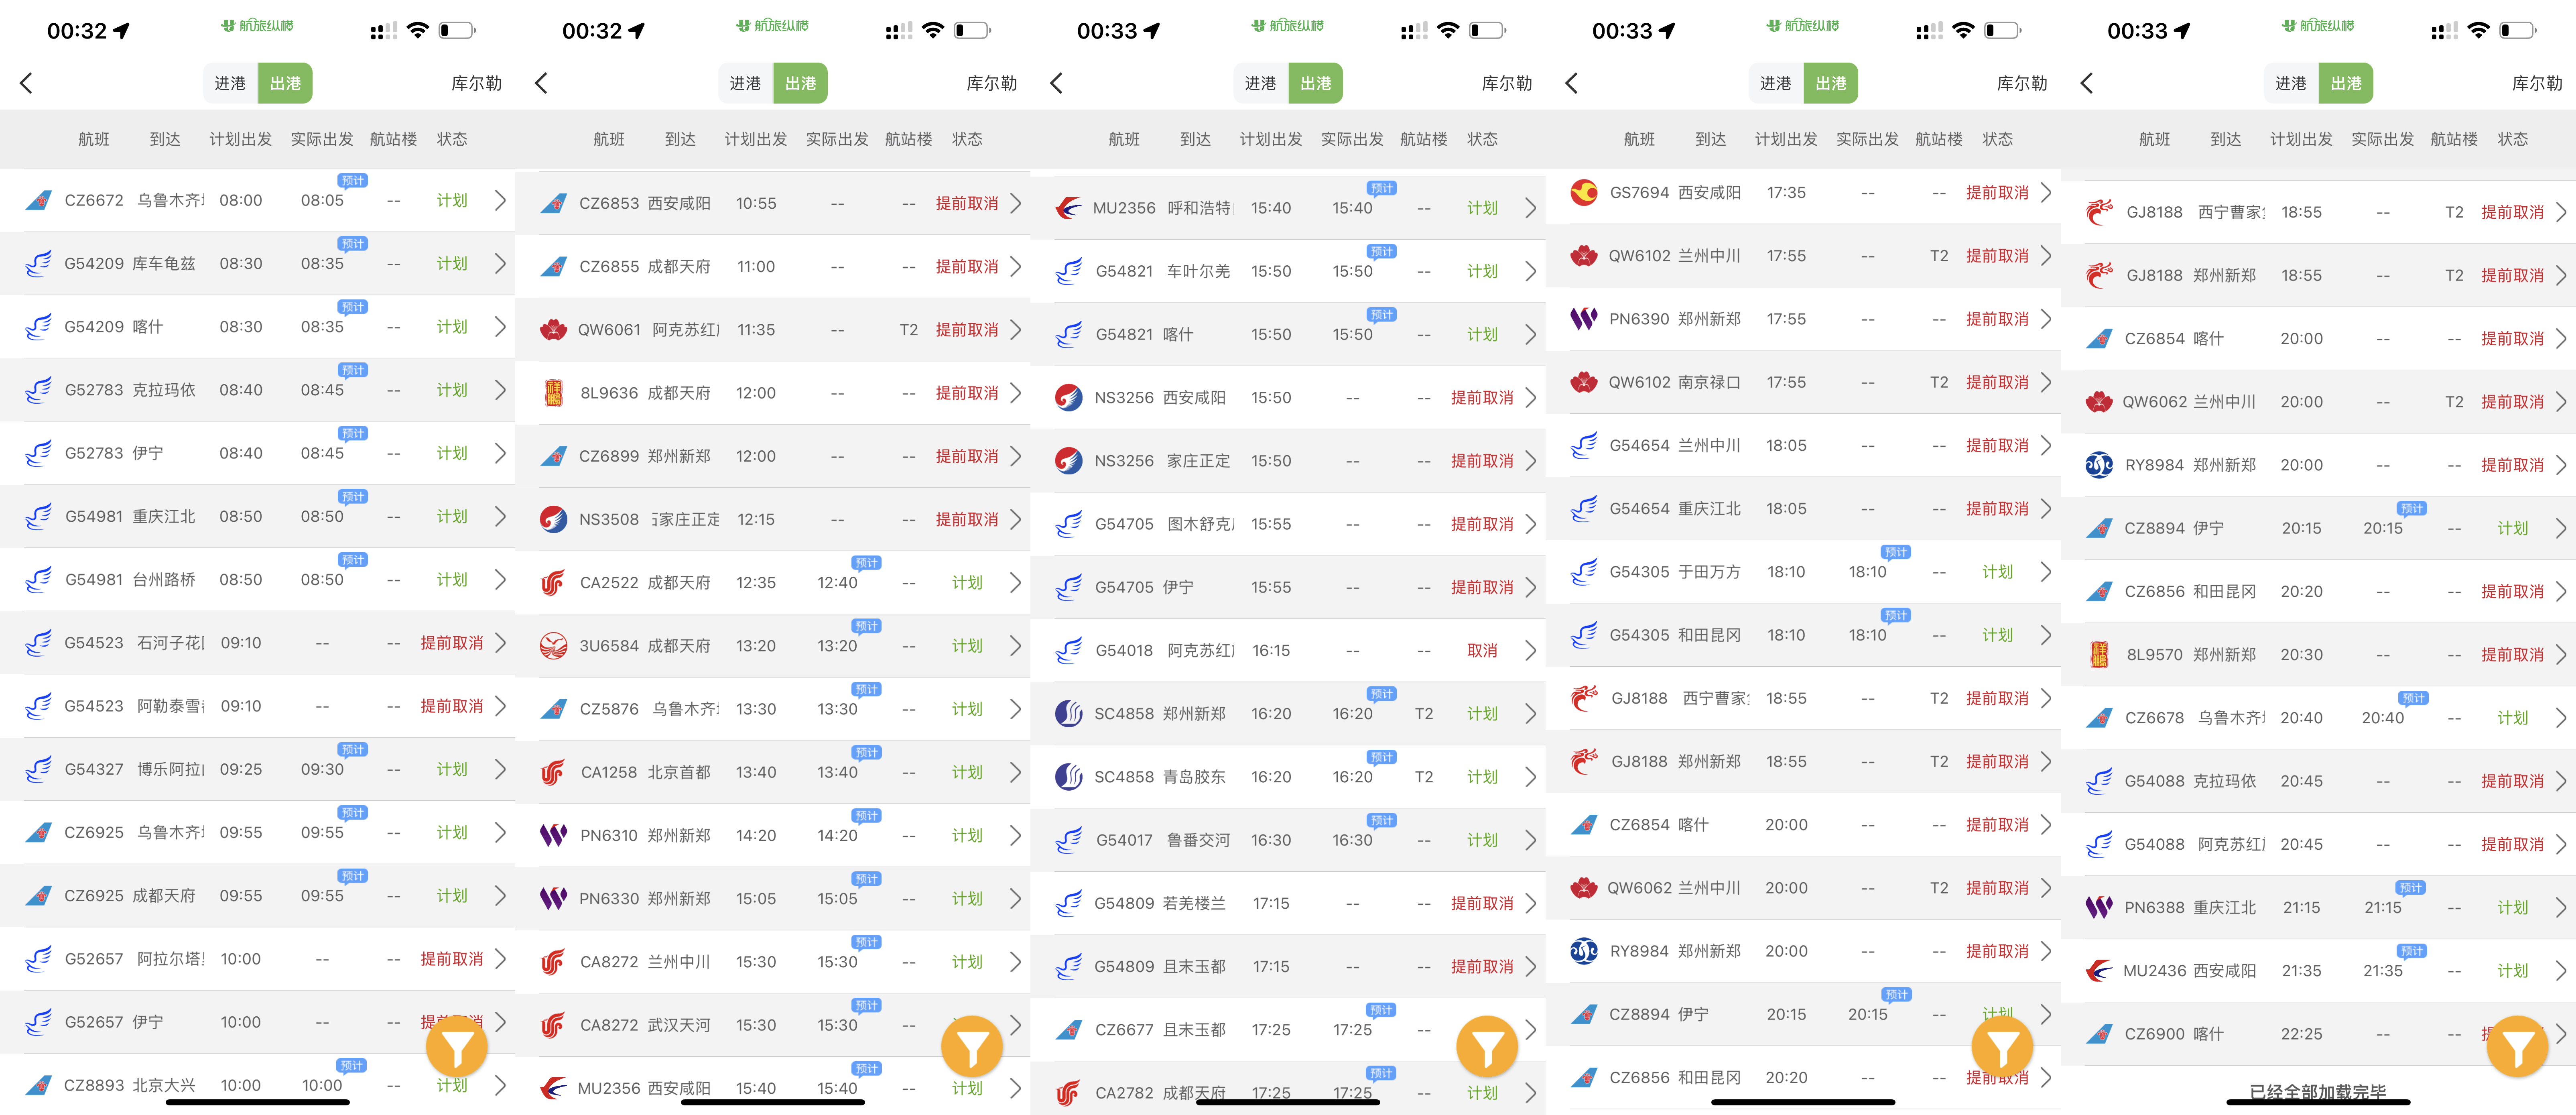 00:32
航旅纵横
进港 出港
库尔勒
航班 到达 计划出发 实际出发 航站楼 状态
CZ6672 乌鲁木齐 08:00 08:05 预计 -- 计划
G54209 库车龟兹 08:30 08:35 预计 -- 计划
G54209 喀什 08:30 08:35 预计 -- 计划
G52783 克拉玛依 08:40 08:45 预计 -- 计划
G52783 伊宁 08:40 08:45 预计 -- 计划
G54981 重庆江北 08:50 08:50 预计 -- 计划
G54981 台州路桥 08:50 08:50 预计 -- 计划
G54523 石河子花 09:10 -- -- 提前取消
G54523 阿勒泰雪 09:10 -- -- 提前取消
G54327 博乐阿拉 09:25 09:30 预计 -- 计划
CZ6925 乌鲁木齐 09:55 09:55 预计 -- 计划
CZ6925 成都天府 09:55 09:55 预计 -- 计划
G52657 阿拉尔塔 10:00 -- -- 提前取消
G52657 伊宁 10:00 -- -- 提前取消
CZ8893 北京大兴 10:00 10:00 预计 -- 计划
00:32
航旅纵横
进港 出港
库尔勒
航班 到达 计划出发 实际出发 航站楼 状态
CZ6853 西安咸阳 10:55 -- -- 提前取消
CZ6855 成都天府 11:00 -- -- 提前取消
QW6061 阿克苏红 11:35 -- T2 提前取消
8L9636 成都天府 12:00 -- -- 提前取消
CZ6899 郑州新郑 12:00 -- -- 提前取消
NS3508 家庄正定 12:15 -- -- 提前取消
CA2522 成都天府 12:35 12:40 预计 -- 计划
3U6584 成都天府 13:20 13:20 预计 -- 计划
CZ5876 乌鲁木齐 13:30 13:30 预计 -- 计划
CA1258 北京首都 13:40 13:40 预计 -- 计划
PN6310 郑州新郑 14:20 14:20 预计 -- 计划
PN6330 郑州新郑 15:05 15:05 预计 -- 计划
CA8272 兰州中川 15:30 15:30 预计 -- 计划
CA8272 武汉天河 15:30 15:30 预计 --
MU2356 西安咸阳 15:40 15:40 预计 -- 计划
00:33
航旅纵横
进港 出港
库尔勒
航班 到达 计划出发 实际出发 航站楼 状态
MU2356 呼和浩特 15:40 15:40 预计 -- 计划
G54821 车叶尔羌 15:50 15:50 预计 -- 计划
G54821 喀什 15:50 15:50 预计 -- 计划
NS3256 西安咸阳 15:50 -- -- 提前取消
NS3256 家庄正定 15:50 -- -- 提前取消
G54705 图木舒克 15:55 -- -- 提前取消
G54705 伊宁 15:55 -- -- 提前取消
G54018 阿克苏红 16:15 -- -- 取消
SC4858 郑州新郑 16:20 16:20 预计 T2 计划
SC4858 青岛胶东 16:20 16:20 预计 T2 计划
G54017 鲁番交河 16:30 16:30 预计 -- 计划
G54809 若羌楼兰 17:15 -- -- 提前取消
G54809 且末玉都 17:15 -- -- 提前取消
CZ6677 且末玉都 17:25 17:25 预计 --
CA2782 成都天府 17:25 17:25 预计 -- 计划
00:33
航旅纵横
进港 出港
库尔勒
航班 到达 计划出发 实际出发 航站楼 状态
GS7694 西安咸阳 17:35 -- -- 提前取消
QW6102 兰州中川 17:55 -- T2 提前取消
PN6390 郑州新郑 17:55 -- -- 提前取消
QW6102 南京禄口 17:55 -- T2 提前取消
G54654 兰州中川 18:05 -- -- 提前取消
G54654 重庆江北 18:05 -- -- 提前取消
G54305 于田万方 18:10 18:10 预计 -- 计划
G54305 和田昆冈 18:10 18:10 预计 -- 计划
GJ8188 西宁曹家 18:55 -- T2 提前取消
GJ8188 郑州新郑 18:55 -- T2 提前取消
CZ6854 喀什 20:00 -- -- 提前取消
QW6062 兰州中川 20:00 -- T2 提前取消
RY8984 郑州新郑 20:00 -- -- 提前取消
CZ8894 伊宁 20:15 20:15 预计 -- 计划
CZ6856 和田昆冈 20:20 -- -- 提前取消
00:33
航旅纵横
进港 出港
库尔勒
航班 到达 计划出发 实际出发 航站楼 状态
GJ8188 西宁曹家 18:55 -- T2 提前取消
GJ8188 郑州新郑 18:55 -- T2 提前取消
CZ6854 喀什 20:00 -- -- 提前取消
QW6062 兰州中川 20:00 -- T2 提前取消
RY8984 郑州新郑 20:00 -- -- 提前取消
CZ8894 伊宁 20:15 20:15 预计 -- 计划
CZ6856 和田昆冈 20:20 -- -- 提前取消
8L9570 郑州新郑 20:30 -- -- 提前取消
CZ6678 乌鲁木齐 20:40 20:40 预计 -- 计划
G54088 克拉玛依 20:45 -- -- 提前取消
G54088 阿克苏红 20:45 -- -- 提前取消
PN6388 重庆江北 21:15 21:15 预计 -- 计划
MU2436 西安咸阳 21:35 21:35 预计 -- 计划
CZ6900 喀什 22:25 -- --
已经全部加载完毕